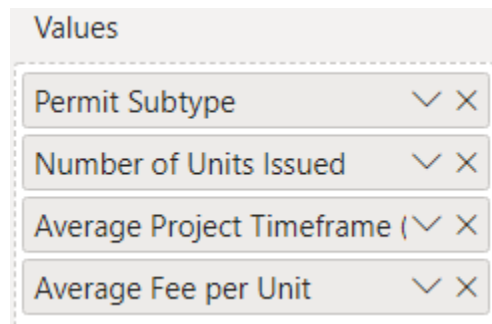 Values
Permit Subtype
Number of Units Issued
Average Project Timeframe (
Average Fee per Unit